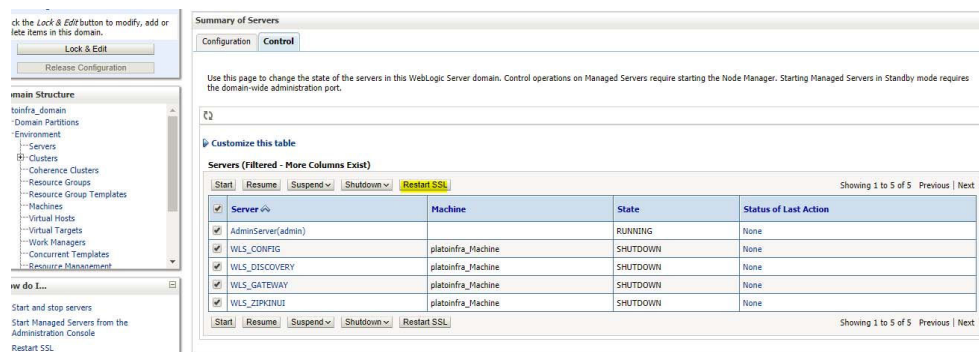 ck the Lock & Edit button to modify, add or
lete items in this domain.
Lock & Edit
Release Configuration
main Structure
toinfra_domain
Domain Partitions
Environment
Servers
Clusters
Coherence Clusters
Resource Groups
Resource Group Templates
Machines
Virtual Hosts
Virtual Targets
Work Managers
Concurrent Templates
Resource Management
w do I...
Start and stop servers
Start Managed Servers from the
Administration Console
Restart SSL
Summary of Servers
Configuration Control
Use this page to change the state of the servers in this WebLogic Server domain. Control operations on Managed Servers require starting the Node Manager. Starting Managed Servers in Standby mode requires
the domain-wide administration port.
Customize this table
Servers (Filtered - More Columns Exist)
Start Resume Suspend Shutdown Restart SSL Showing 1 to 5 of 5 Previous | Next
Server Machine State Status of Last Action
AdminServer(admin) RUNNING None
WLS_CONFIG platoinfra_Machine SHUTDOWN None
WLS_DISCOVERY platoinfra_Machine SHUTDOWN None
WLS_GATEWAY platoinfra_Machine SHUTDOWN None
WLS_ZIPKINUI platoinfra_Machine SHUTDOWN None
Start Resume Suspend Shutdown Restart SSL Showing 1 to 5 of 5 Previous | Next